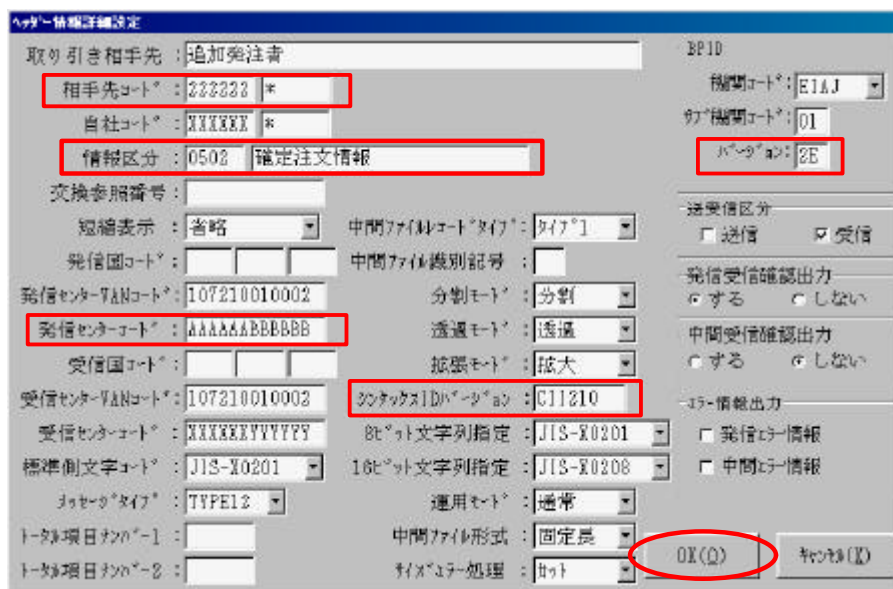 ヘッダー情報詳細設定
取り引き相手先 : 追加発注者
相手先コード : 222222 *
自社コード : XXXXXX *
情報区分 : 0502 確定注文情報
交換参照番号 :
短縮表示 : 省略
発信国コード :
発信センターVANコード : 107210010002
発信センターコード : AAAAAABBBBBB
受信国コード :
受信センターVANコード : 107210010002
受信センターコード : XXXXXXYYYYYY
標準側文字コード : JIS-X0201
メッセージタイプ : TYPE12
トータル項目ナンバー1 :
トータル項目ナンバー2 :
中間ファイルレコードタイプ : タイプ1
中間ファイル識別記号 :
分割モード : 分割
透過モード : 透過
拡張モード : 拡大
シンタックスIDバージョン : CII210
8ビット文字列指定 : JIS-X0201
16ビット文字列指定 : JIS-X0208
運用モード : 通常
中間ファイル形式 : 固定長
サイズエラー処理 : セット
BPID
機関コード : EIAJ
サブ機関コード : 01
バージョン : 2E
送受信区分
送信 受信
発信受信確認出力
する しない
中間受信確認出力
する しない
エラー情報出力
発信エラー情報
中間エラー情報
OK(O) キャンセル(X)